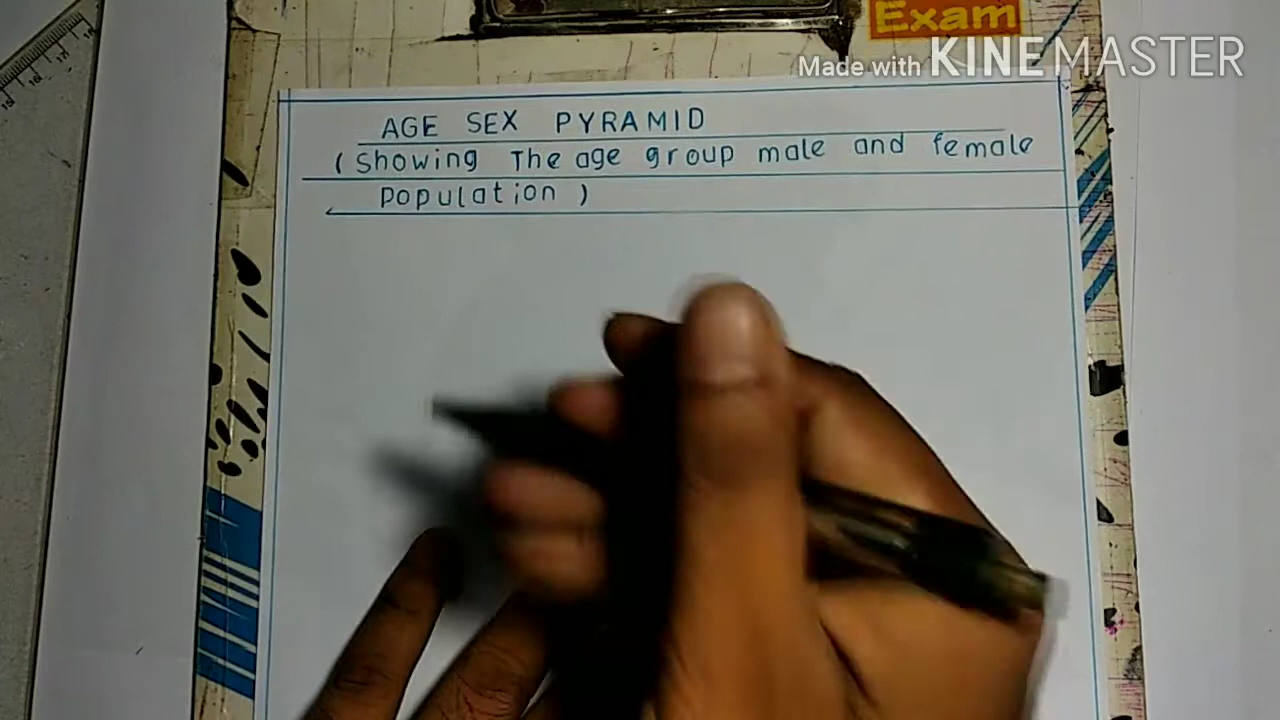 Exam
Made with KINEMASTER
AGE SEX PYRAMID
(Showing The age group male and female
Population)